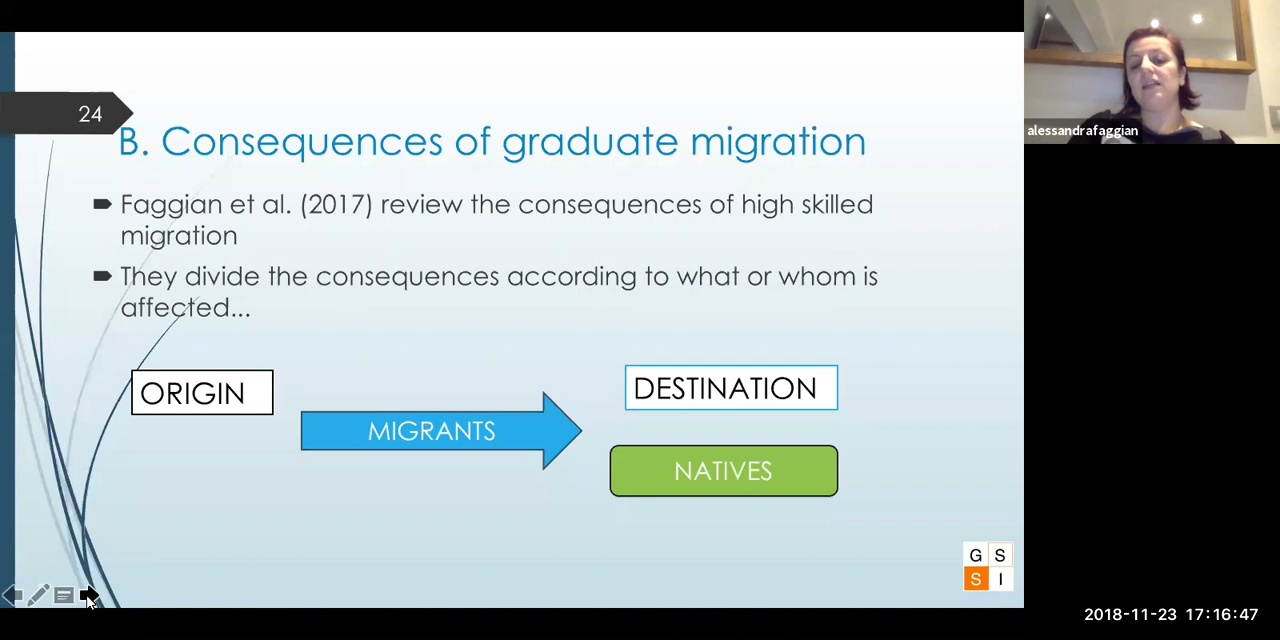 24
B. Consequences of graduate migration
Faggian et al. (2017) review the consequences of high skilled
migration
They divide the consequences according to what or whom is
affected...
ORIGIN
DESTINATION
MIGRANTS
NATIVES
G S
S I
alessandrafaggian
2018-11-23 17:16:47